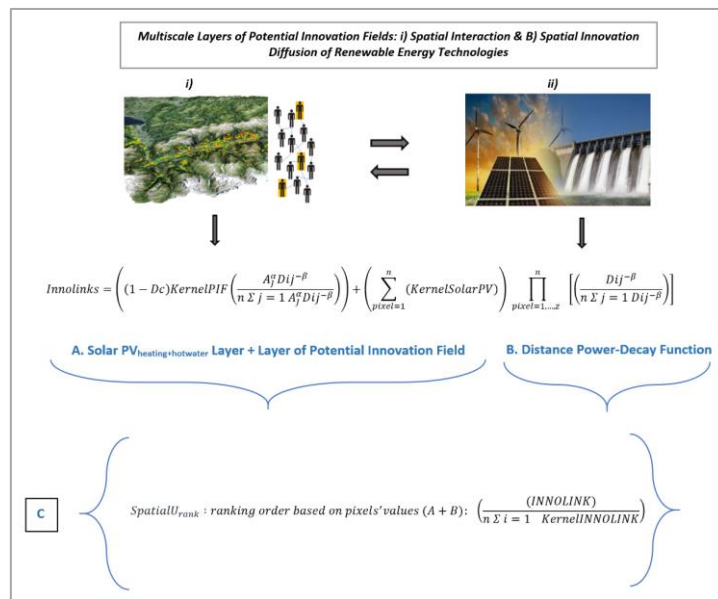 Multiscale Layers of Potential Innovation Fields: i) Spatial Interaction & B) Spatial Innovation
Diffusion of Renewable Energy Technologies
i)
ii)
Innolinks = ((1 − Dc)KernelPIF(A_j^α Dij^−β / n Σ j = 1 A_j^α Dij^−β)) + (∑_{pixel=1}^{n} (KernelSolarPV)) ∏_{pixel=1,…,z}^{n} [(Dij^−β / n Σ j = 1 Dij^−β)]
A. Solar PV_heating+hotwater Layer + Layer of Potential Innovation Field
B. Distance Power-Decay Function
C
SpatialU_rank : ranking order based on pixels'values (A + B): ((INNOLINK) / n Σ i = 1 KernelINNOLINK)